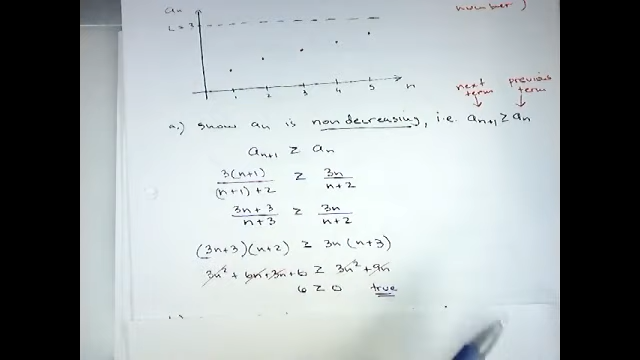 number)
an
L = 3
1 2 3 4 5 n
next term previous term
a.) show an is nondecreasing, i.e. an+1 ≥ an
an+1 ≥ an
3(n+1)/(n+1)+2 ≥ 3n/n+2
3n+3/n+3 ≥ 3n/n+2
(3n+3)(n+2) ≥ 3n(n+3)
3n² + 6n + 3n + 6 ≥ 3n² + 9n
6 ≥ 0 true